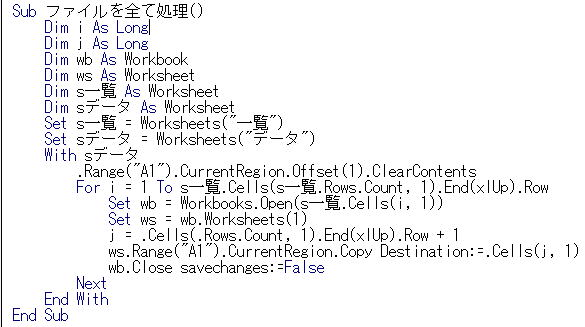 Sub ファイルを全て処理()
Dim i As Long
Dim j As Long
Dim wb As Workbook
Dim ws As Worksheet
Dim s一覧 As Worksheet
Dim sデータ As Worksheet
Set s一覧 = Worksheets("一覧")
Set sデータ = Worksheets("データ")
With sデータ
.Range("A1").CurrentRegion.Offset(1).ClearContents
For i = 1 To s一覧.Cells(s一覧.Rows.Count, 1).End(xlUp).Row
Set wb = Workbooks.Open(s一覧.Cells(i, 1))
Set ws = wb.Worksheets(1)
j = .Cells(.Rows.Count, 1).End(xlUp).Row + 1
ws.Range("A1").CurrentRegion.Copy Destination:=.Cells(j, 1)
wb.Close savechanges:=False
Next
End With
End Sub